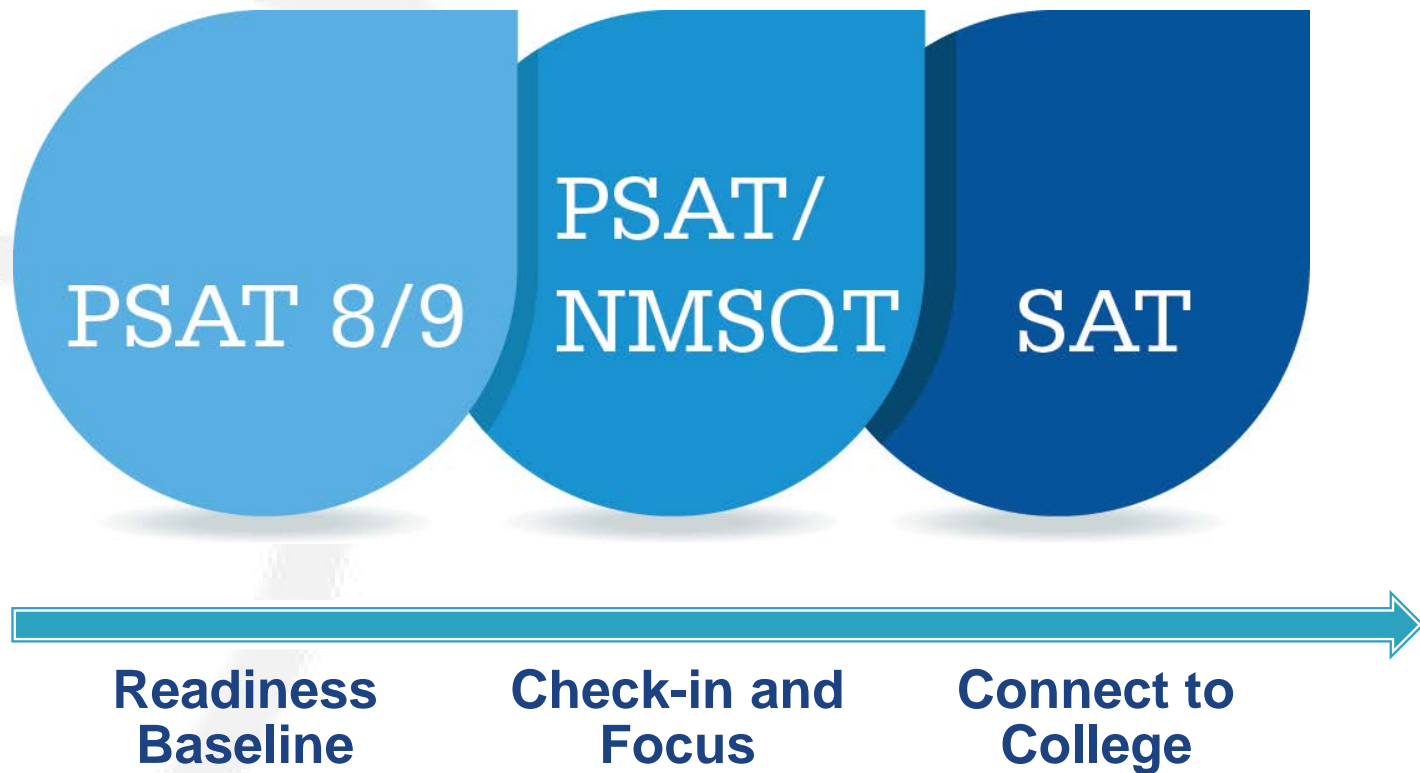 PSAT 8/9
PSAT/
NMSQT
SAT
Readiness
Baseline
Check-in and
Focus
Connect to
College